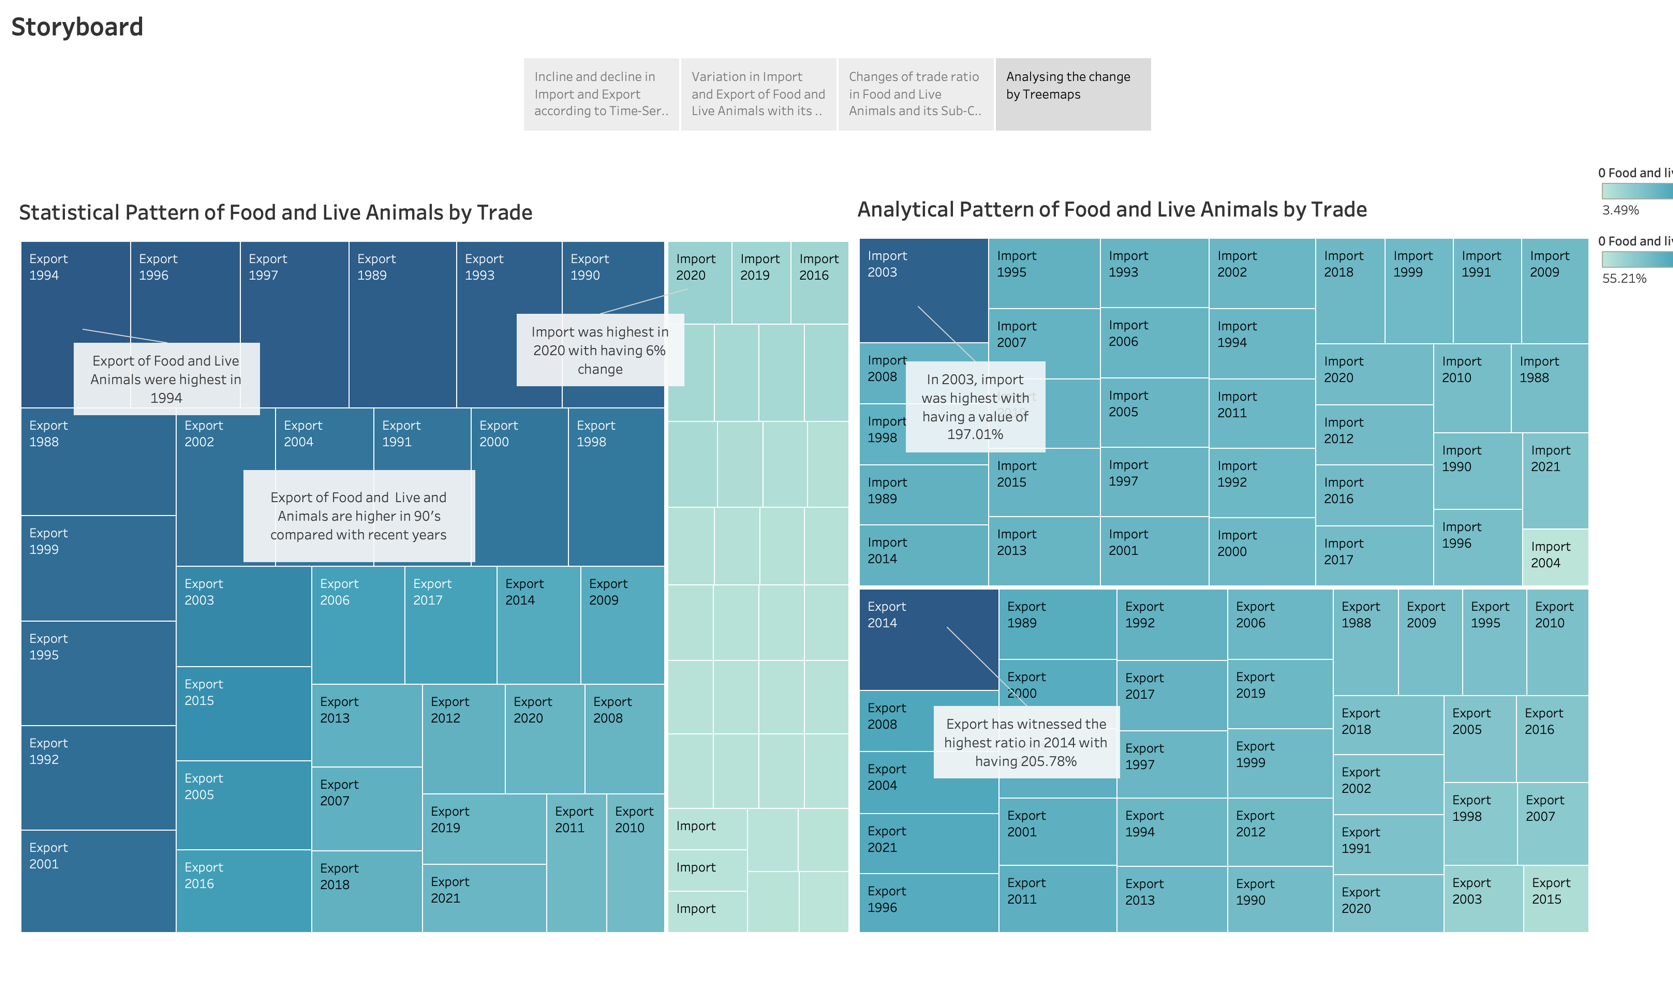 Storyboard
Incline and decline in
Import and Export
according to Time-Ser..
Variation in Import
and Export of Food and
Live Animals with its ..
Changes of trade ratio
in Food and Live
Animals and its Sub-C..
Analysing the change
by Treemaps
Statistical Pattern of Food and Live Animals by Trade
Export
1994
Export
1996
Export
1997
Export
1989
Export
1993
Export
1990
Export of Food and Live
Animals were highest in
1994
Import was highest in
2020 with having 6%
change
Export
1988
Export
2002
Export
2004
Export
1991
Export
2000
Export
1998
Export of Food and  Live and
Animals are higher in 90's
compared with recent years
Export
1999
Export
1995
Export
1992
Export
2001
Export
2003
Export
2006
Export
2017
Export
2014
Export
2009
Export
2015
Export
2005
Export
2016
Export
2013
Export
2012
Export
2020
Export
2008
Export
2007
Export
2018
Export
2019
Export
2011
Export
2010
Export
2021
Import
2020
Import
2019
Import
2016
Import
Import
Import
Analytical Pattern of Food and Live Animals by Trade
Import
2003
Import
1995
Import
1993
Import
2002
Import
2018
Import
1999
Import
1991
Import
2009
Import
2007
Import
2006
Import
1994
Import
2008
Import
2020
Import
2010
Import
1988
In 2003, import
was highest with
having a value of
197.01%
Import
2005
Import
2011
Import
1998
Import
2012
Import
1990
Import
2021
Import
1989
Import
2015
Import
1997
Import
1992
Import
2016
Import
2014
Import
2013
Import
2001
Import
2000
Import
2017
Import
1996
Import
2004
Export
2014
Export
1989
Export
1992
Export
2006
Export
1988
Export
2009
Export
1995
Export
2010
Export
2000
Export
2017
Export
2019
Export
2008
Export
2018
Export
2005
Export
2016
Export has witnessed the
highest ratio in 2014 with
having 205.78%
Export
2004
1997
Export
1999
Export
2002
Export
1998
Export
2007
Export
2021
Export
2001
Export
1994
Export
2012
Export
1991
Export
1996
Export
2011
Export
2013
Export
1990
Export
2020
Export
2003
Export
2015
0 Food and liv
3.49%
0 Food and liv
55.21%